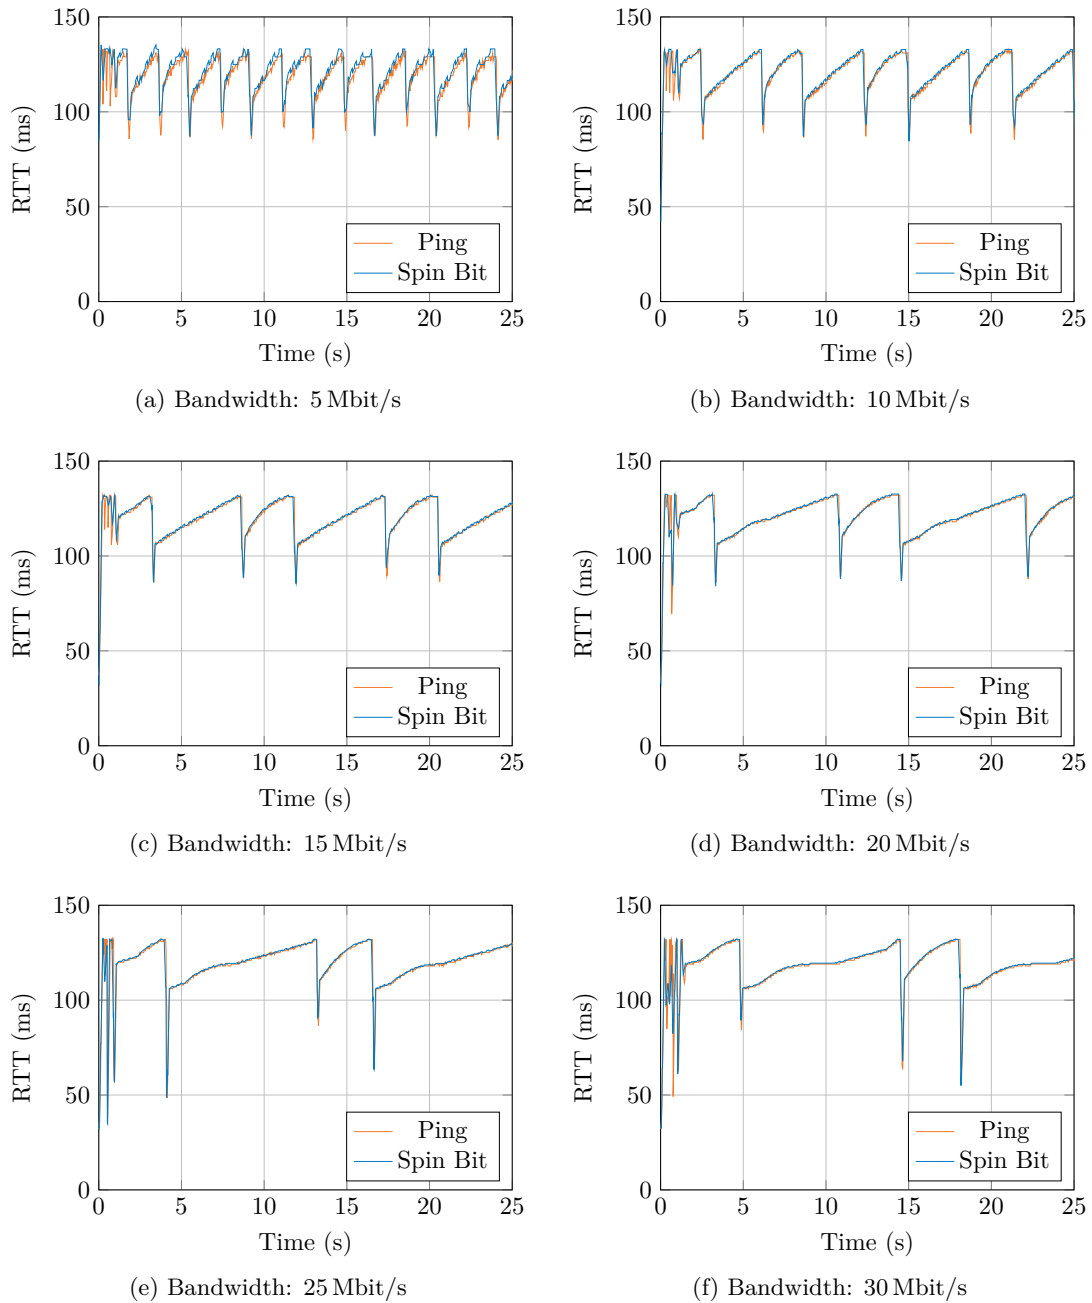 150
100
50
0
RTT (ms)
Ping
Spin Bit
0 5 10 15 20 25
Time (s)
(a) Bandwidth: 5 Mbit/s
150
100
50
0
RTT (ms)
Ping
Spin Bit
0 5 10 15 20 25
Time (s)
(b) Bandwidth: 10 Mbit/s
150
100
50
0
RTT (ms)
Ping
Spin Bit
0 5 10 15 20 25
Time (s)
(c) Bandwidth: 15 Mbit/s
150
100
50
0
RTT (ms)
Ping
Spin Bit
0 5 10 15 20 25
Time (s)
(d) Bandwidth: 20 Mbit/s
150
100
50
0
RTT (ms)
Ping
Spin Bit
0 5 10 15 20 25
Time (s)
(e) Bandwidth: 25 Mbit/s
150
100
50
0
RTT (ms)
Ping
Spin Bit
0 5 10 15 20 25
Time (s)
(f) Bandwidth: 30 Mbit/s